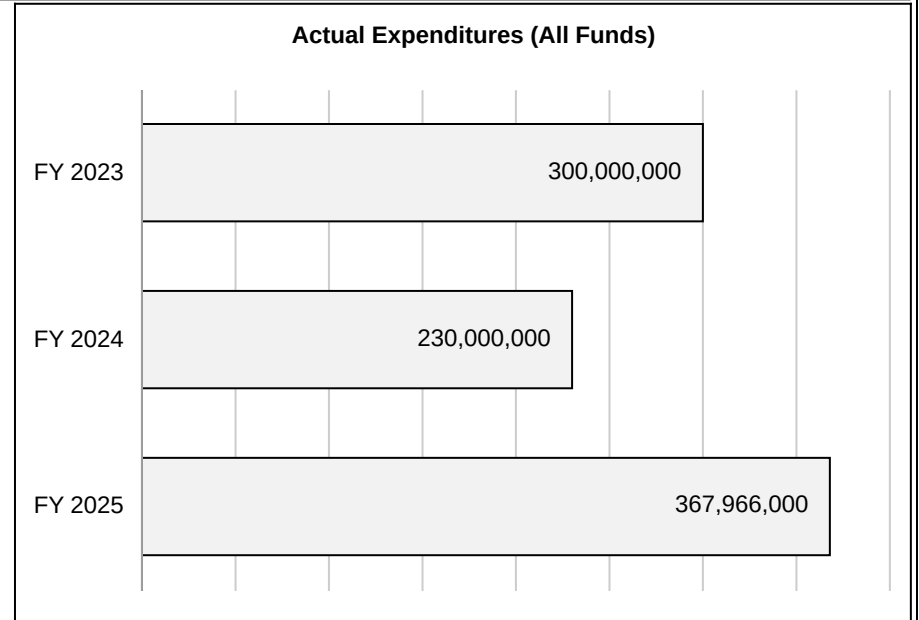 Actual Expenditures (All Funds)
FY 2023
300,000,000
FY 2024
230,000,000
FY 2025
367,966,000